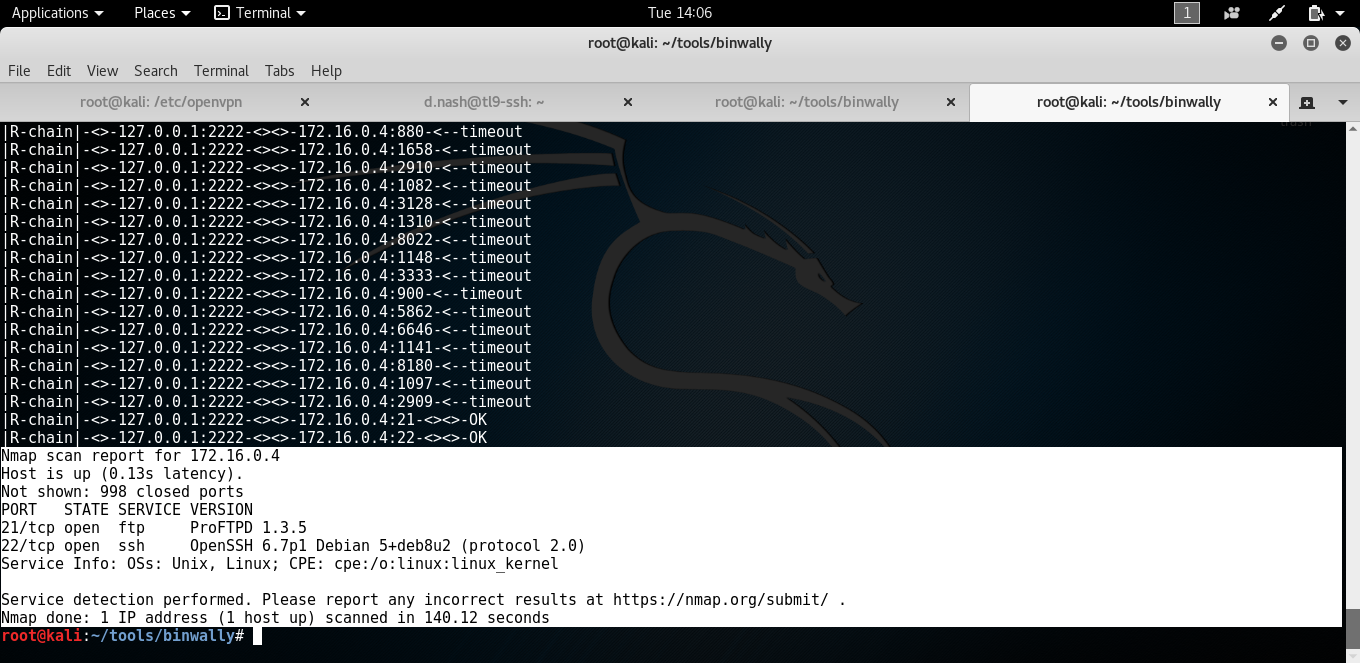 Applications Places Terminal Tue 14:06 1
root@kali: ~/tools/binwally
File Edit View Search Terminal Tabs Help
root@kali: /etc/openvpn × d.nash@tl9-ssh: ~ × root@kali: ~/tools/binwally × root@kali: ~/tools/binwally ×
|R-chain|-<>-127.0.0.1:2222-<><>-172.16.0.4:880-<--timeout
|R-chain|-<>-127.0.0.1:2222-<><>-172.16.0.4:1658-<--timeout
|R-chain|-<>-127.0.0.1:2222-<><>-172.16.0.4:2910-<--timeout
|R-chain|-<>-127.0.0.1:2222-<><>-172.16.0.4:1082-<--timeout
|R-chain|-<>-127.0.0.1:2222-<><>-172.16.0.4:3128-<--timeout
|R-chain|-<>-127.0.0.1:2222-<><>-172.16.0.4:1310-<--timeout
|R-chain|-<>-127.0.0.1:2222-<><>-172.16.0.4:8022-<--timeout
|R-chain|-<>-127.0.0.1:2222-<><>-172.16.0.4:1148-<--timeout
|R-chain|-<>-127.0.0.1:2222-<><>-172.16.0.4:3333-<--timeout
|R-chain|-<>-127.0.0.1:2222-<><>-172.16.0.4:900-<--timeout
|R-chain|-<>-127.0.0.1:2222-<><>-172.16.0.4:5862-<--timeout
|R-chain|-<>-127.0.0.1:2222-<><>-172.16.0.4:6646-<--timeout
|R-chain|-<>-127.0.0.1:2222-<><>-172.16.0.4:1141-<--timeout
|R-chain|-<>-127.0.0.1:2222-<><>-172.16.0.4:8180-<--timeout
|R-chain|-<>-127.0.0.1:2222-<><>-172.16.0.4:1097-<--timeout
|R-chain|-<>-127.0.0.1:2222-<><>-172.16.0.4:2909-<--timeout
|R-chain|-<>-127.0.0.1:2222-<><>-172.16.0.4:21-<><>-OK
|R-chain|-<>-127.0.0.1:2222-<><>-172.16.0.4:22-<><>-OK
Nmap scan report for 172.16.0.4
Host is up (0.13s latency).
Not shown: 998 closed ports
PORT   STATE SERVICE VERSION
21/tcp open  ftp     ProFTPD 1.3.5
22/tcp open  ssh     OpenSSH 6.7p1 Debian 5+deb8u2 (protocol 2.0)
Service Info: OSs: Unix, Linux; CPE: cpe:/o:linux:linux_kernel
Service detection performed. Please report any incorrect results at https://nmap.org/submit/ .
Nmap done: 1 IP address (1 host up) scanned in 140.12 seconds
root@kali:~/tools/binwally#